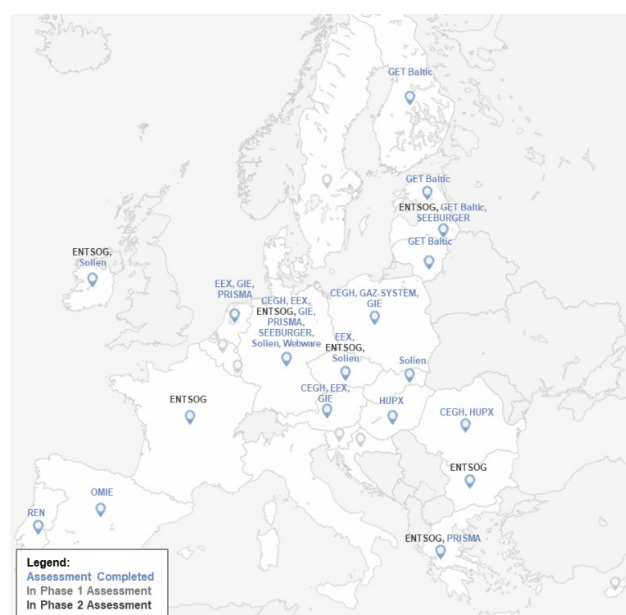 GET Baltic
GET Baltic
ENTSOG, GET Baltic,
SEEBURGER
GET Baltic
ENTSOG,
Solien
EEX, GIE,
PRISMA
CEGH, EEX,
ENTSOG, GIE,
PRISMA,
SEEBURGER,
Solien, Webware
CEGH, GAZ-SYSTEM,
GIE
EEX,
ENTSOG,
Solien
Solien
CEGH, EEX,
GIE
HUPX
ENTSOG
CEGH, HUPX
ENTSOG
OMIE
REN
ENTSOG, PRISMA
Legend:
Assessment Completed
In Phase 1 Assessment
In Phase 2 Assessment